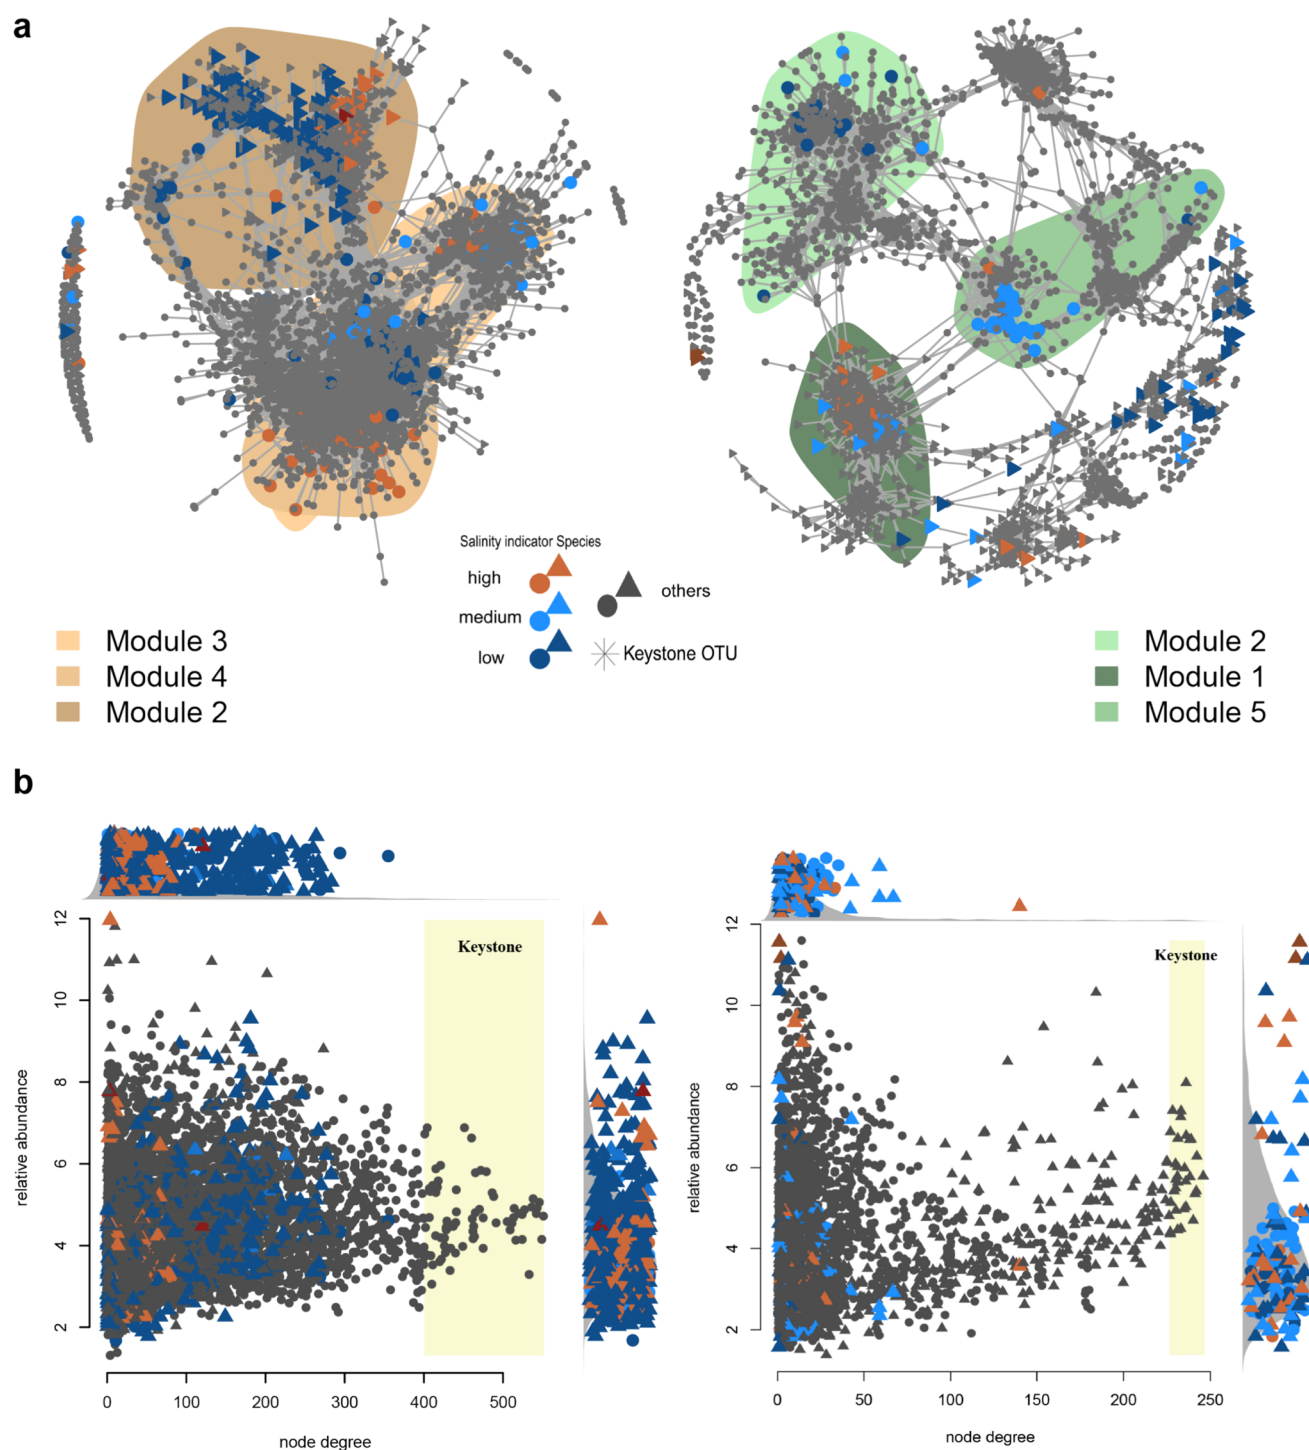 a
Salinity indicator Species
high
others
medium
low
Keystone OTU
Module 3
Module 4
Module 2
Module 2
Module 1
Module 5
b
Keystone
12
10
8
6
4
2
relative abundance
0 100 200 300 400 500
node degree
Keystone
12
10
8
6
4
2
relative abundance
0 50 100 150 200 250
node degree